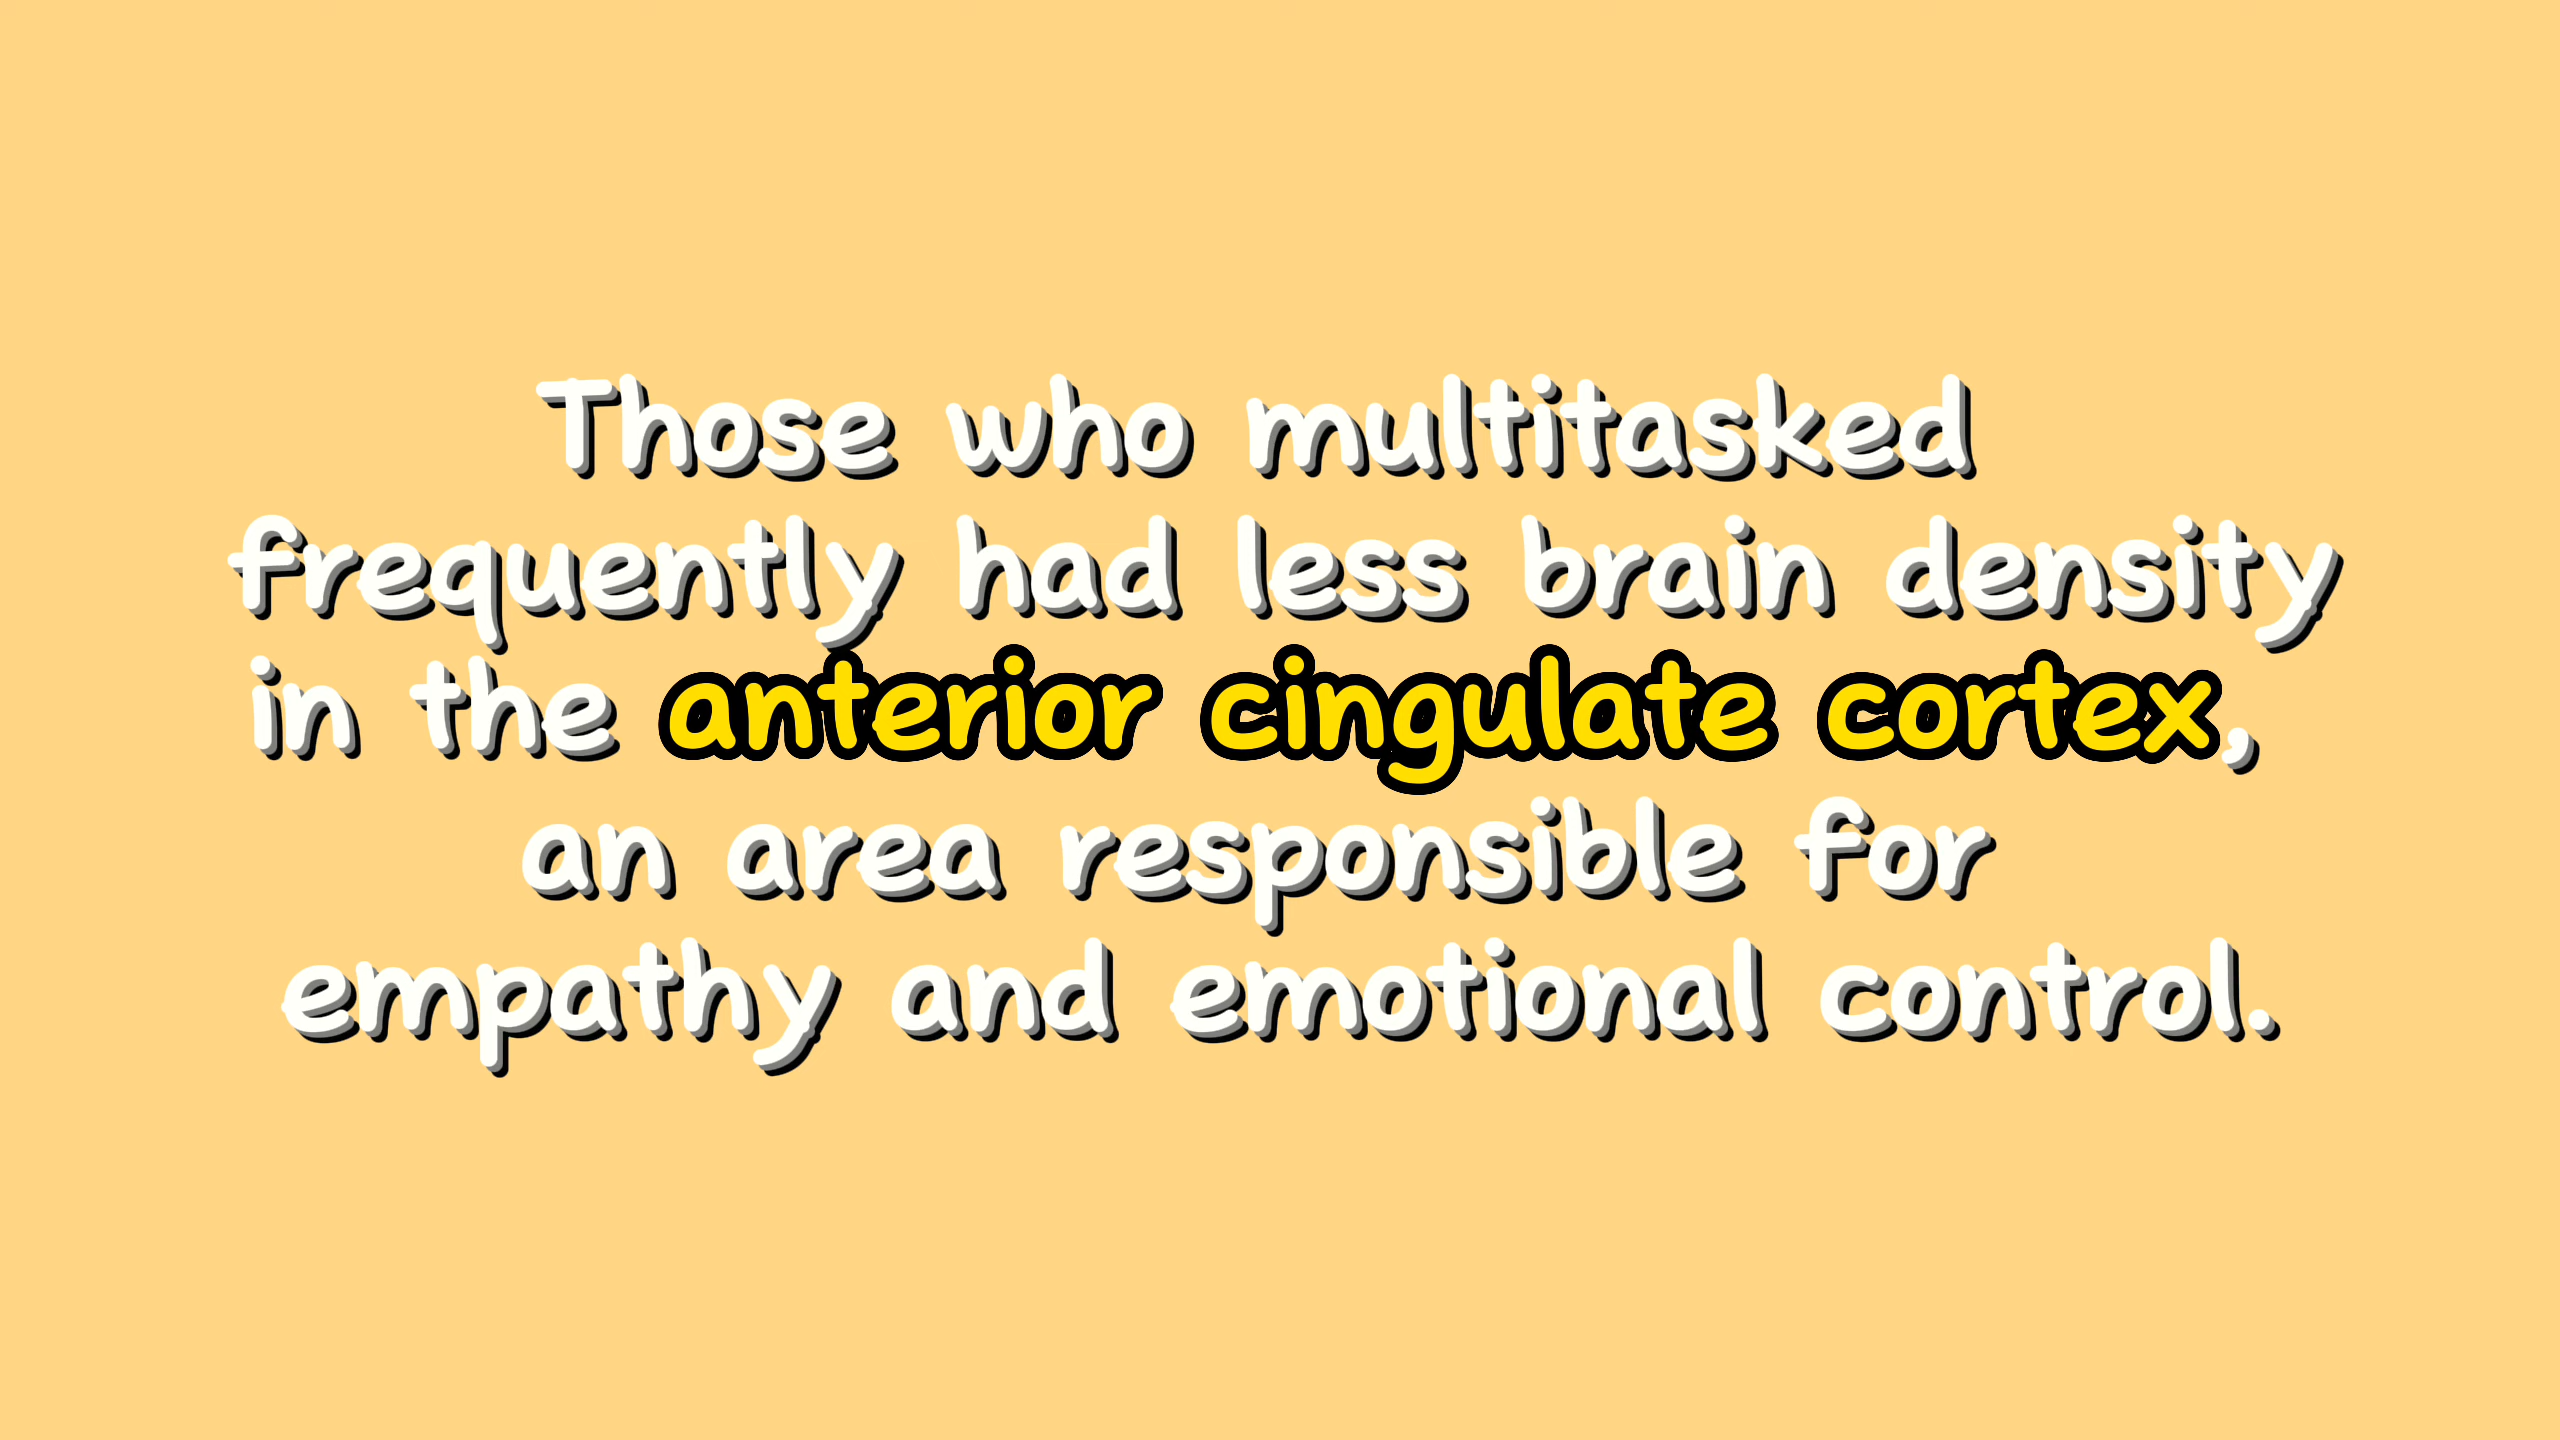 Those who multitasked
frequently had less brain density
in the anterior cingulate cortex,
an area responsible for
empathy and emotional control.